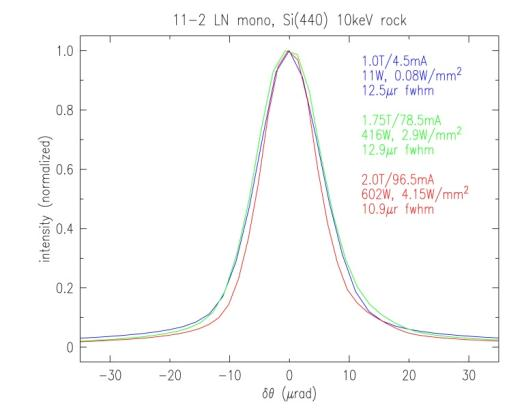 11-2 LN mono, Si(440) 10keV rock
1.0T/4.5mA
11W, 0.08W/mm²
12.5μr fwhm
1.75T/78.5mA
416W, 2.9W/mm²
12.9μr fwhm
2.0T/96.5mA
602W, 4.15W/mm²
10.9μr fwhm
intensity (normalized)
1.0
0.8
0.6
0.4
0.2
0
−30 −20 −10 0 10 20 30
δθ (μrad)